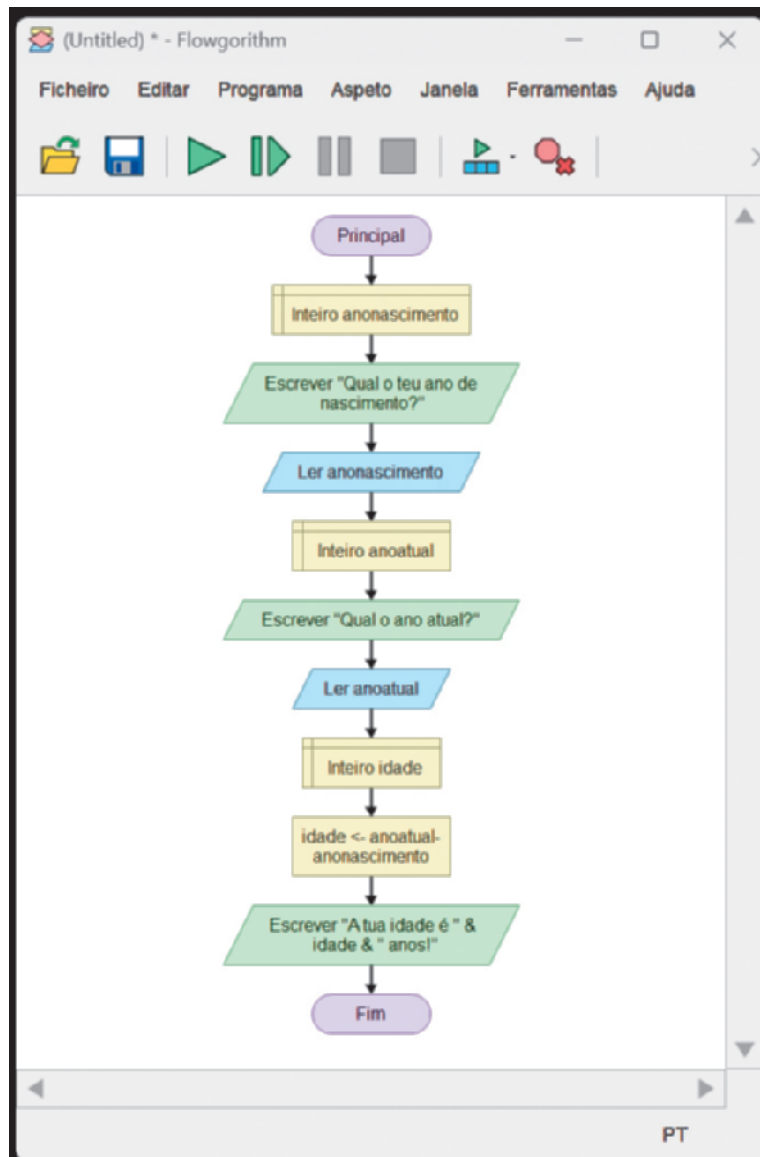 (Untitled) * - Flowgorithm
Ficheiro Editar Programa Aspeto Janela Ferramentas Ajuda
Principal
Inteiro anonascimento
Escrever "Qual o teu ano de
nascimento?"
Ler anonascimento
Inteiro anoatual
Escrever "Qual o ano atual?"
Ler anoatual
Inteiro idade
idade <- anoatual-
anonascimento
Escrever "A tua idade é " &
idade & " anos!"
Fim
PT